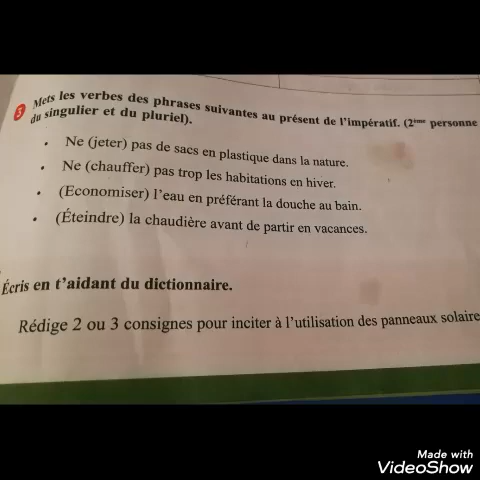 3 Mets les verbes des phrases suivantes au présent de l'impératif. (2ème personne
du singulier et du pluriel).
• Ne (jeter) pas de sacs en plastique dans la nature.
• Ne (chauffer) pas trop les habitations en hiver.
• (Economiser) l'eau en préférant la douche au bain.
• (Éteindre) la chaudière avant de partir en vacances.
Écris en t'aidant du dictionnaire.
Rédige 2 ou 3 consignes pour inciter à l'utilisation des panneaux solaire
Made with
VideoShow